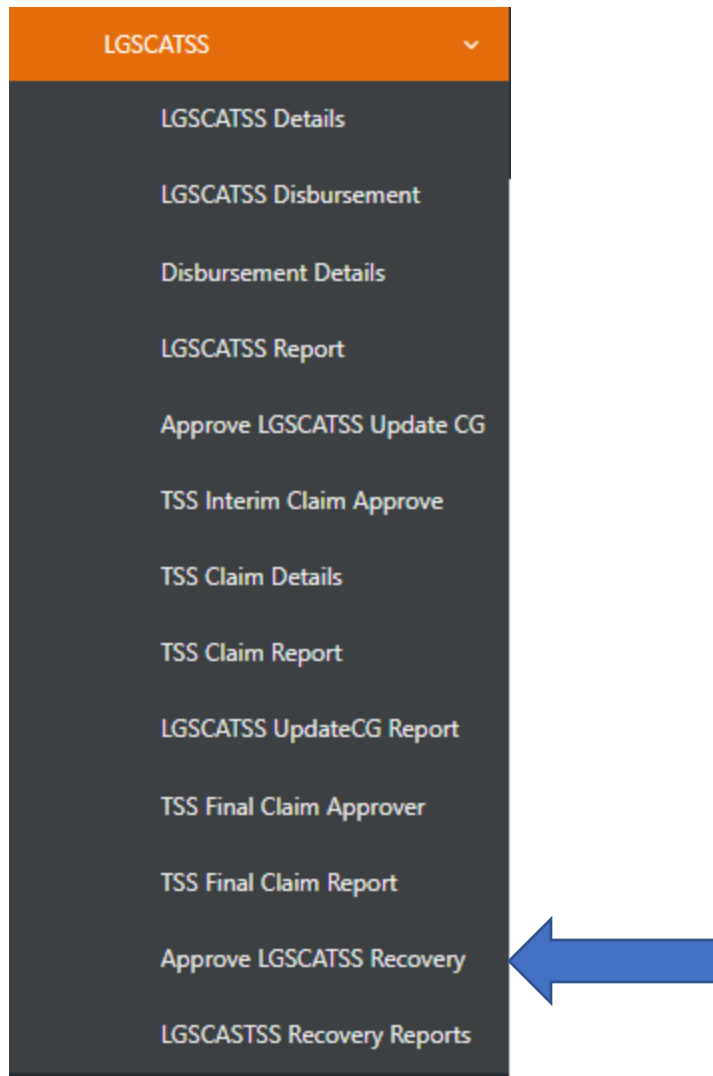 LGSCATSS
LGSCATSS Details
LGSCATSS Disbursement
Disbursement Details
LGSCATSS Report
Approve LGSCATSS Update CG
TSS Interim Claim Approve
TSS Claim Details
TSS Claim Report
LGSCATSS UpdateCG Report
TSS Final Claim Approver
TSS Final Claim Report
Approve LGSCATSS Recovery
LGSCASTSS Recovery Reports